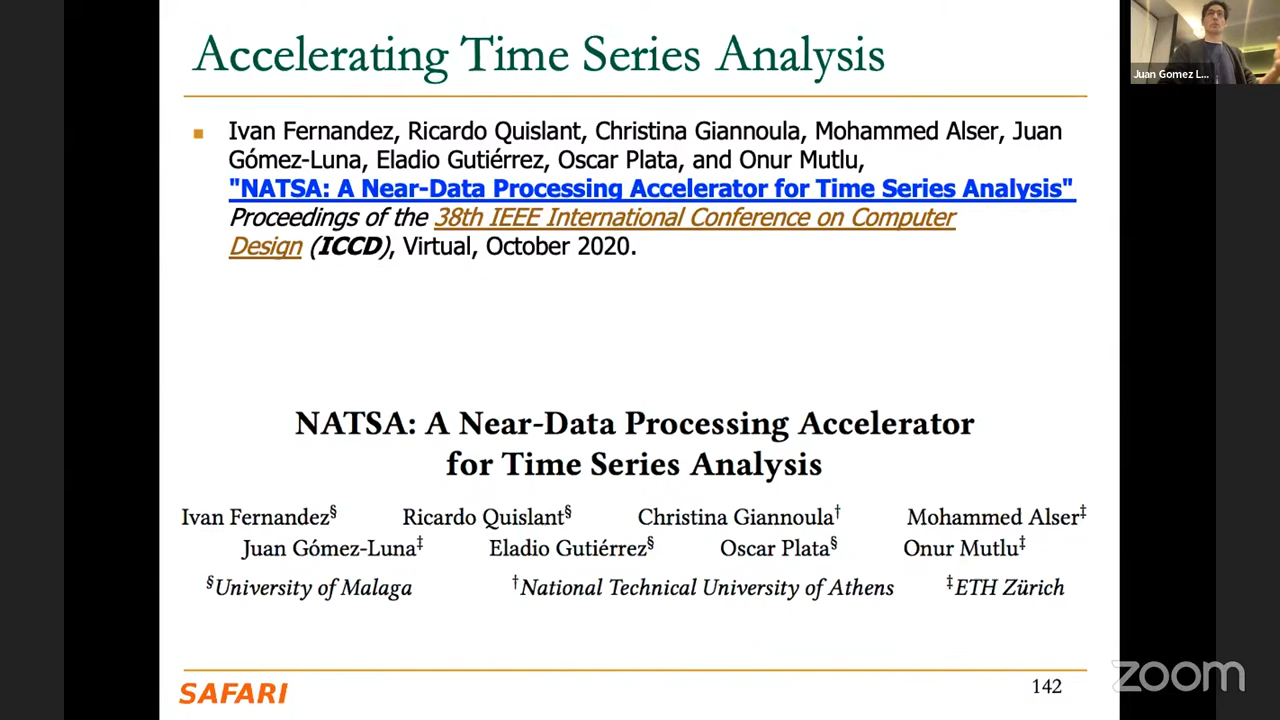 Accelerating Time Series Analysis
Juan Gomez L...
■ Ivan Fernandez, Ricardo Quislant, Christina Giannoula, Mohammed Alser, Juan
Gómez-Luna, Eladio Gutiérrez, Oscar Plata, and Onur Mutlu,
"NATSA: A Near-Data Processing Accelerator for Time Series Analysis"
Proceedings of the 38th IEEE International Conference on Computer
Design (ICCD), Virtual, October 2020.
NATSA: A Near-Data Processing Accelerator
for Time Series Analysis
Ivan Fernandez§ Ricardo Quislant§ Christina Giannoula† Mohammed Alser‡
Juan Gómez-Luna‡ Eladio Gutiérrez§ Oscar Plata§ Onur Mutlu‡
§University of Malaga †National Technical University of Athens ‡ETH Zürich
SAFARI
142
zoom